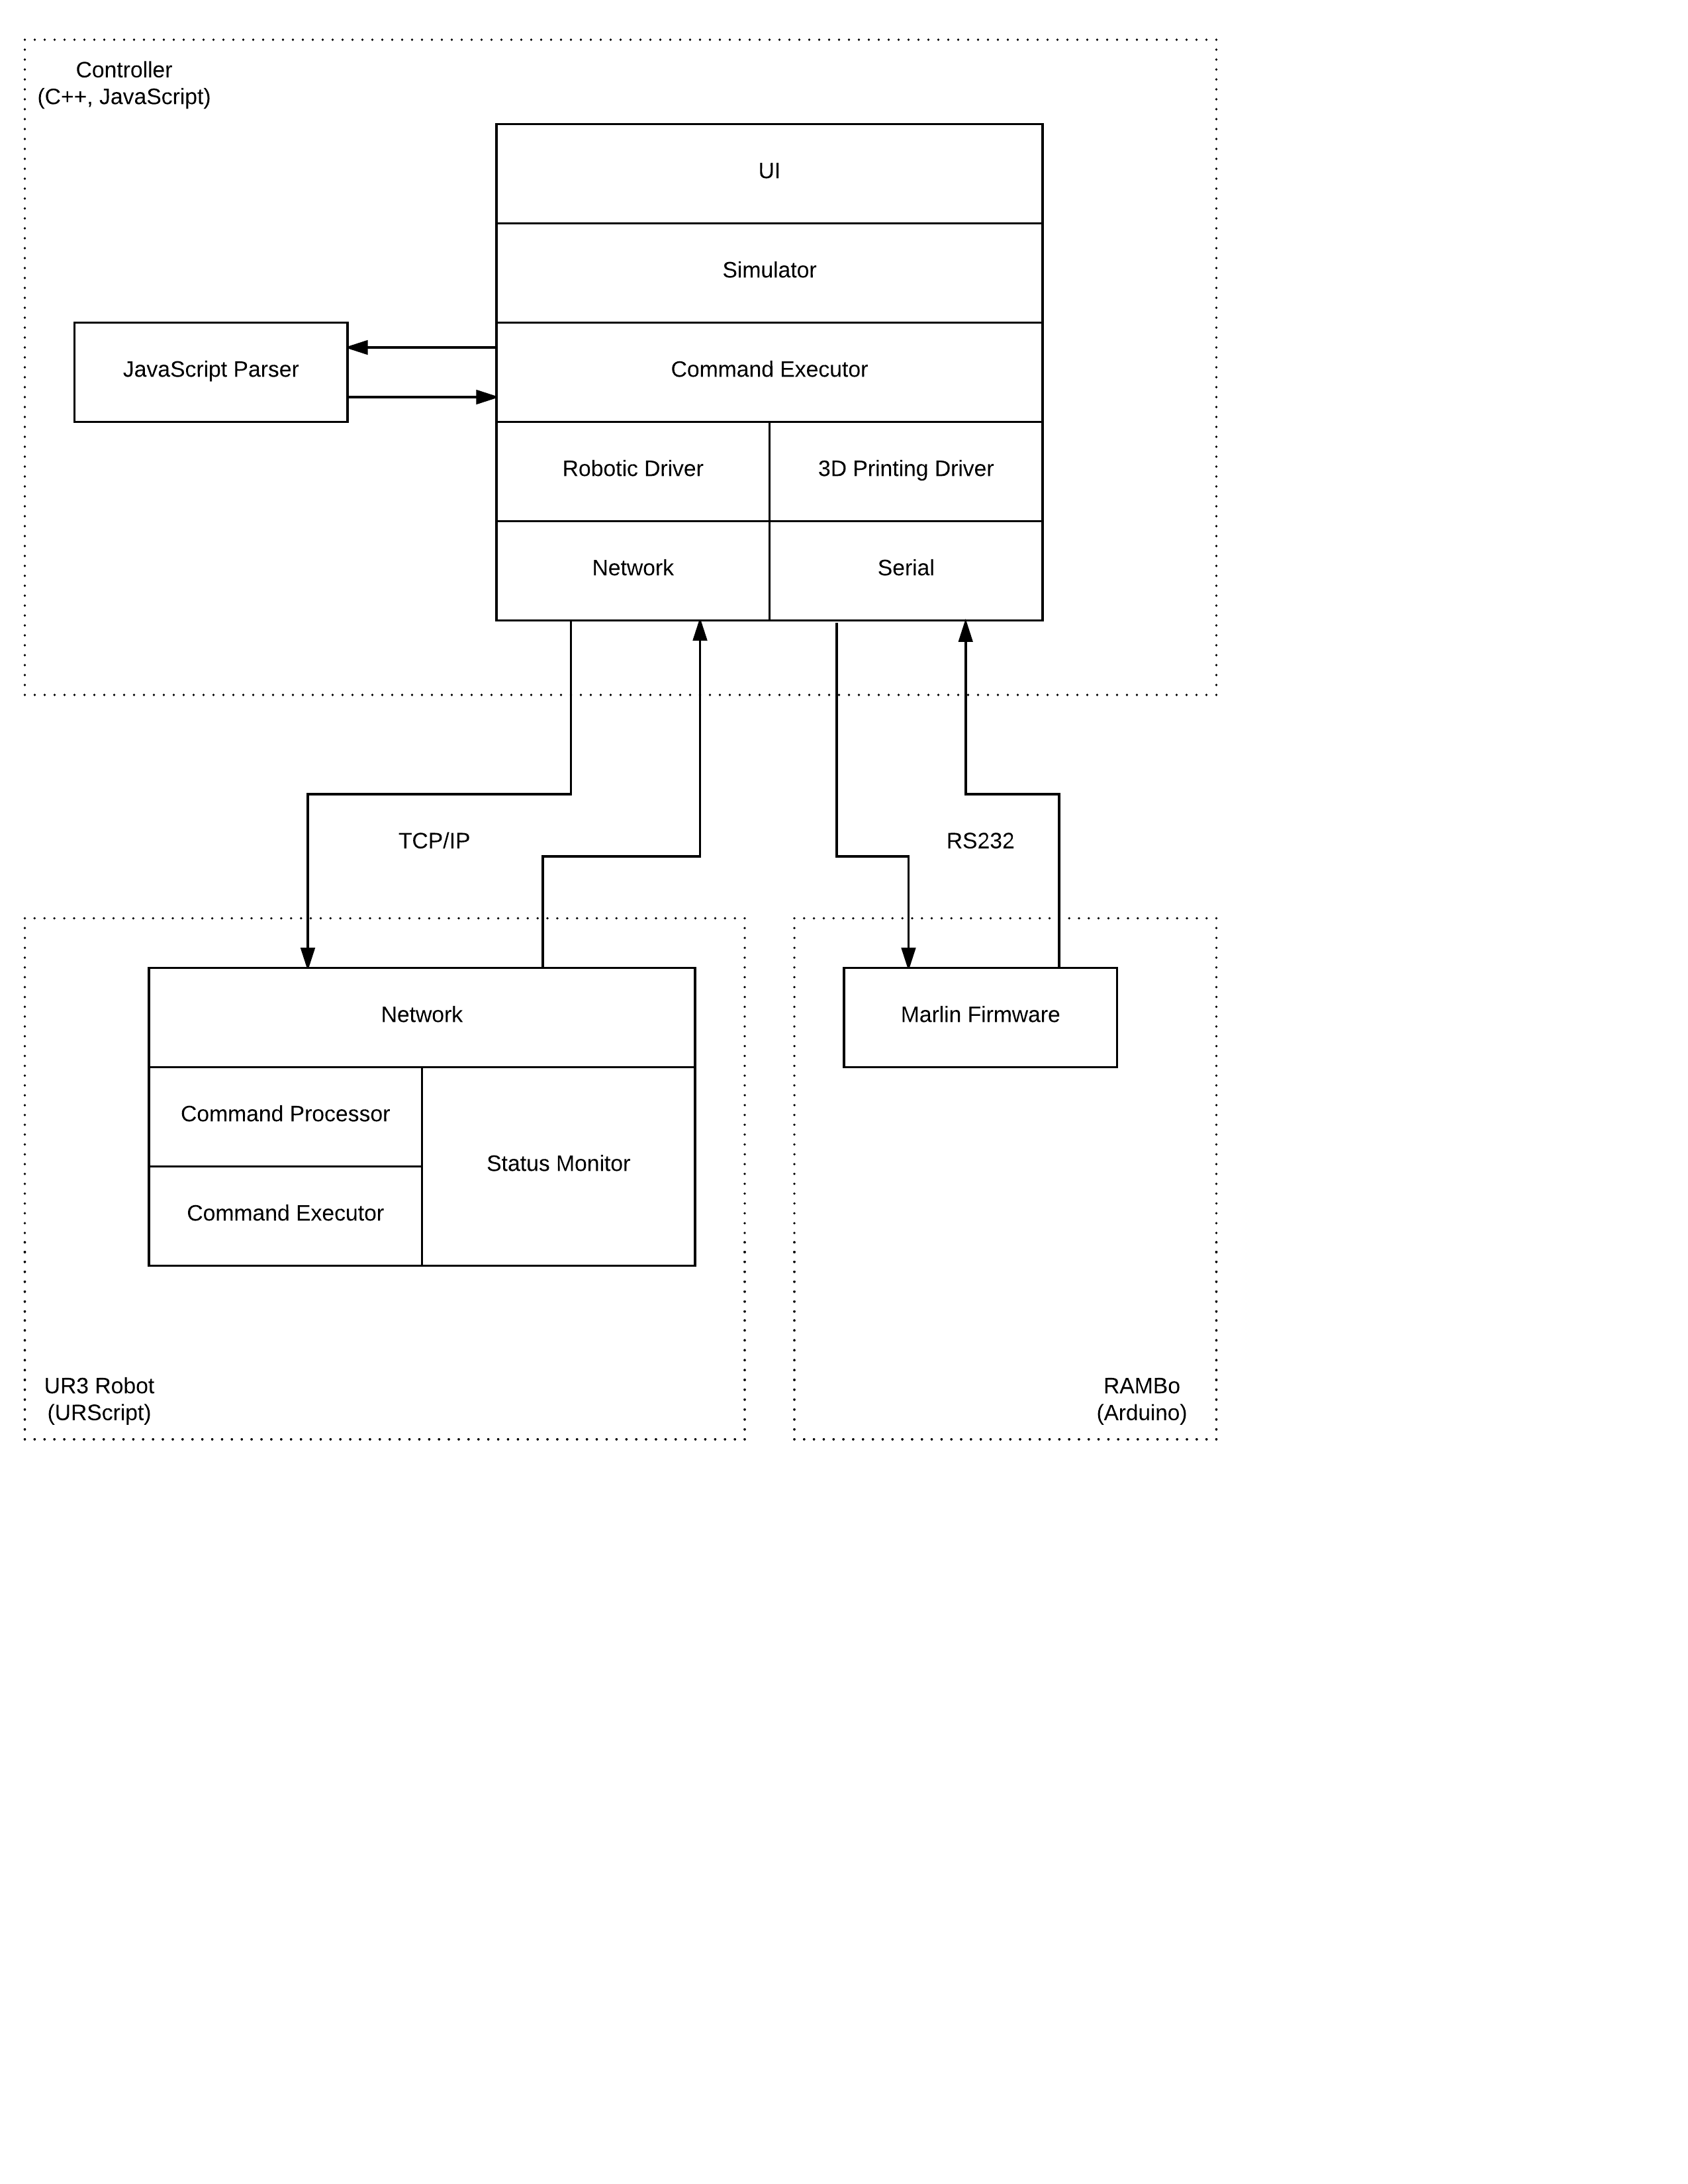 Controller
(C++, JavaScript)
UI
Simulator
JavaScript Parser
Command Executor
Robotic Driver
3D Printing Driver
Network
Serial
TCP/IP
RS232
Network
Marlin Firmware
Command Processor
Status Monitor
Command Executor
UR3 Robot
(URScript)
RAMBo
(Arduino)